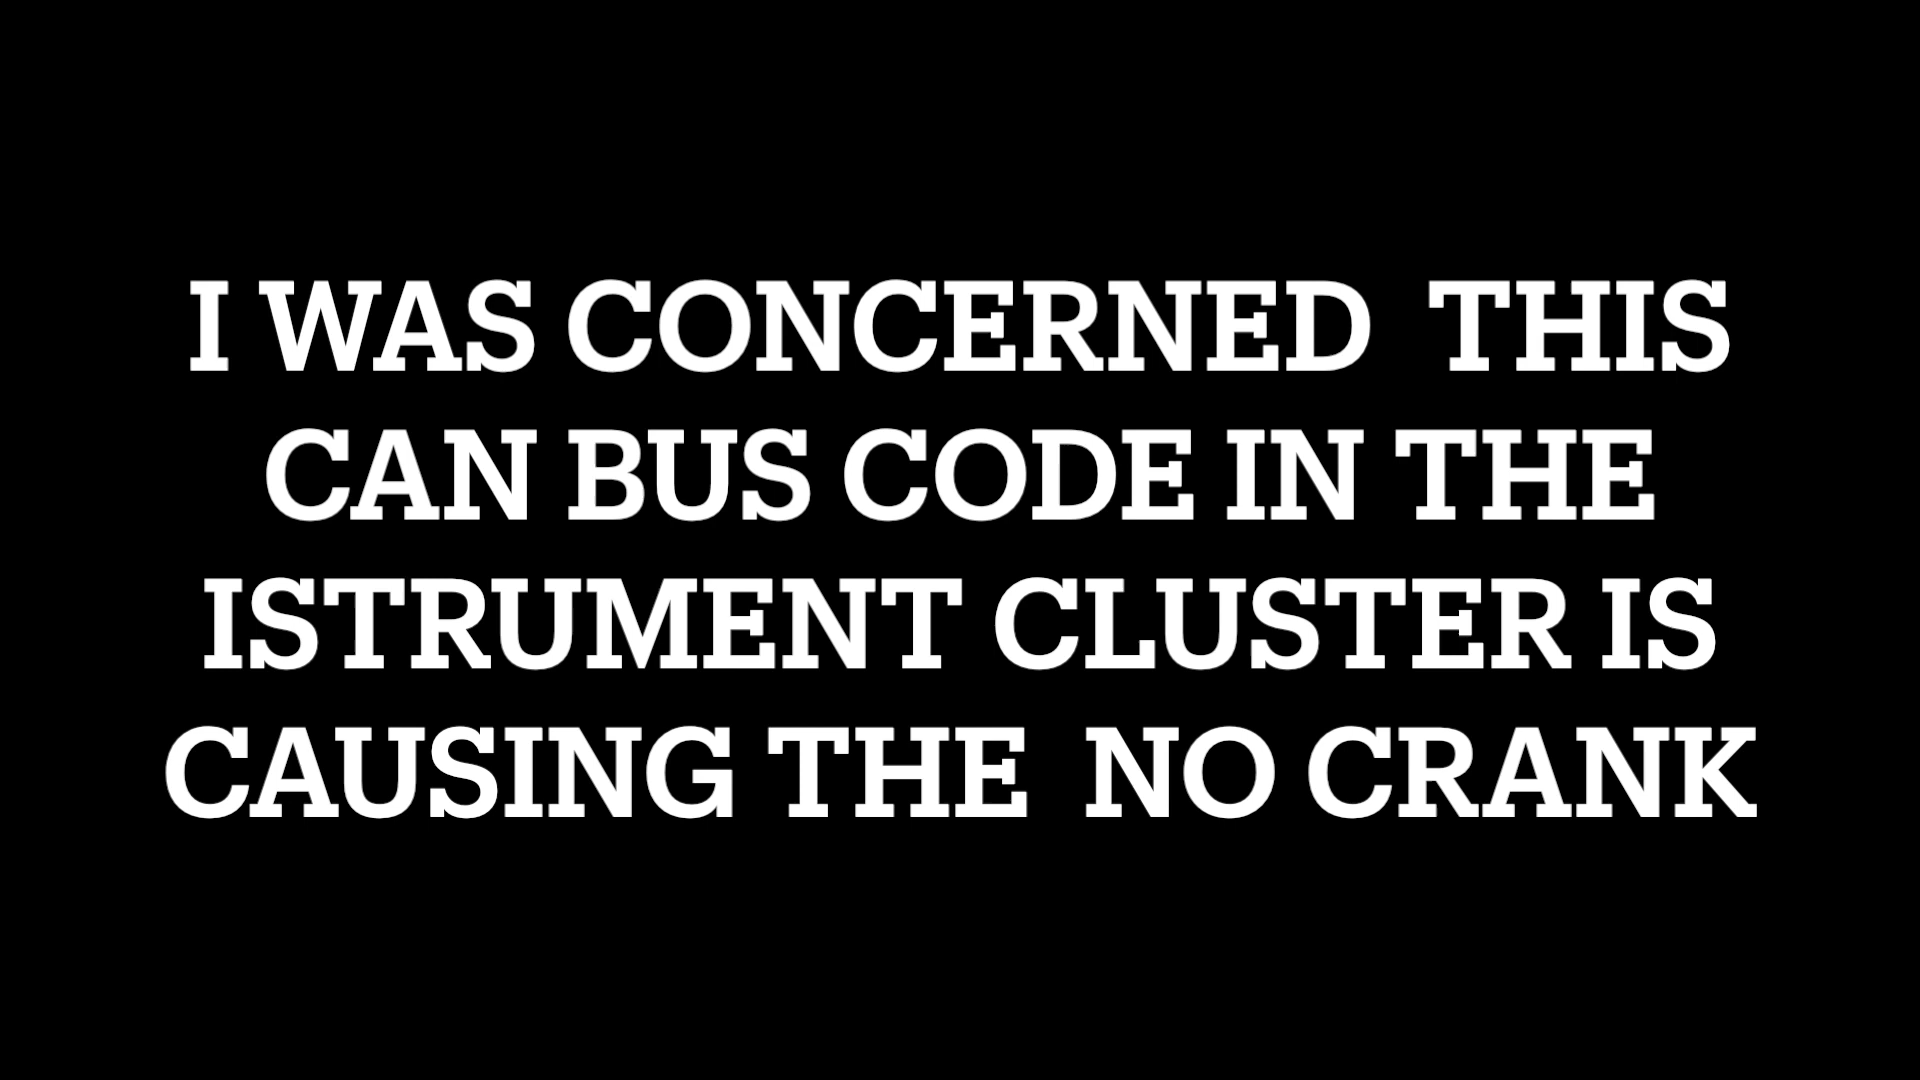 I WAS CONCERNED  THIS
CAN BUS CODE IN THE
ISTRUMENT CLUSTER IS
CAUSING THE  NO CRANK